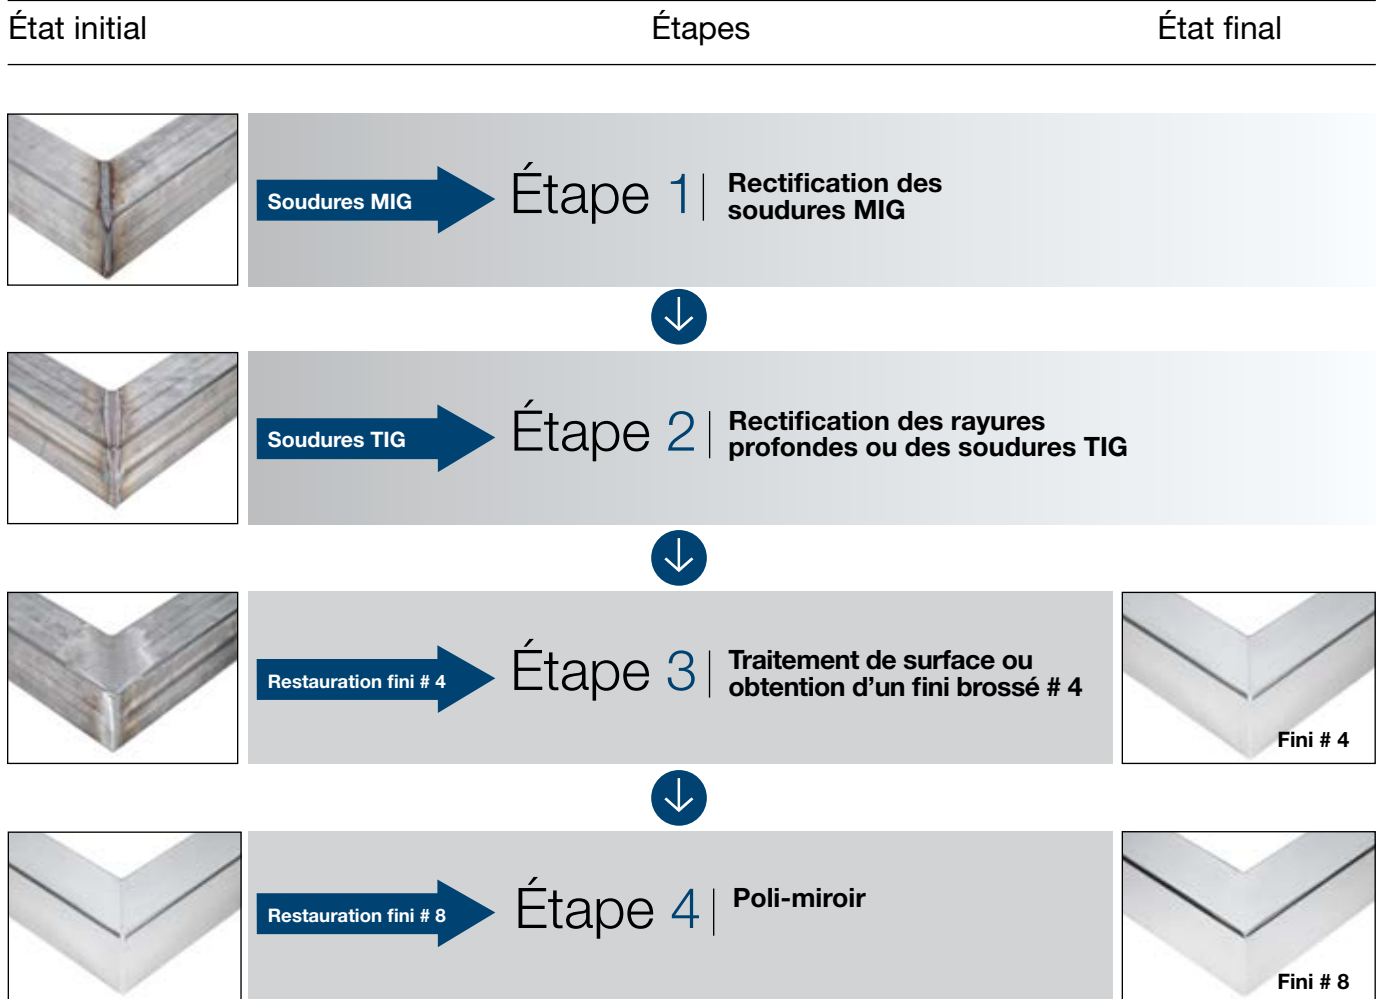 État initial
Étapes
État final
Soudures MIG
Étape 1
Rectification des
soudures MIG
Soudures TIG
Étape 2
Rectification des rayures
profondes ou des soudures TIG
Restauration fini # 4
Étape 3
Traitement de surface ou
obtention d’un fini brossé # 4
Fini # 4
Restauration fini # 8
Étape 4
Poli-miroir
Fini # 8